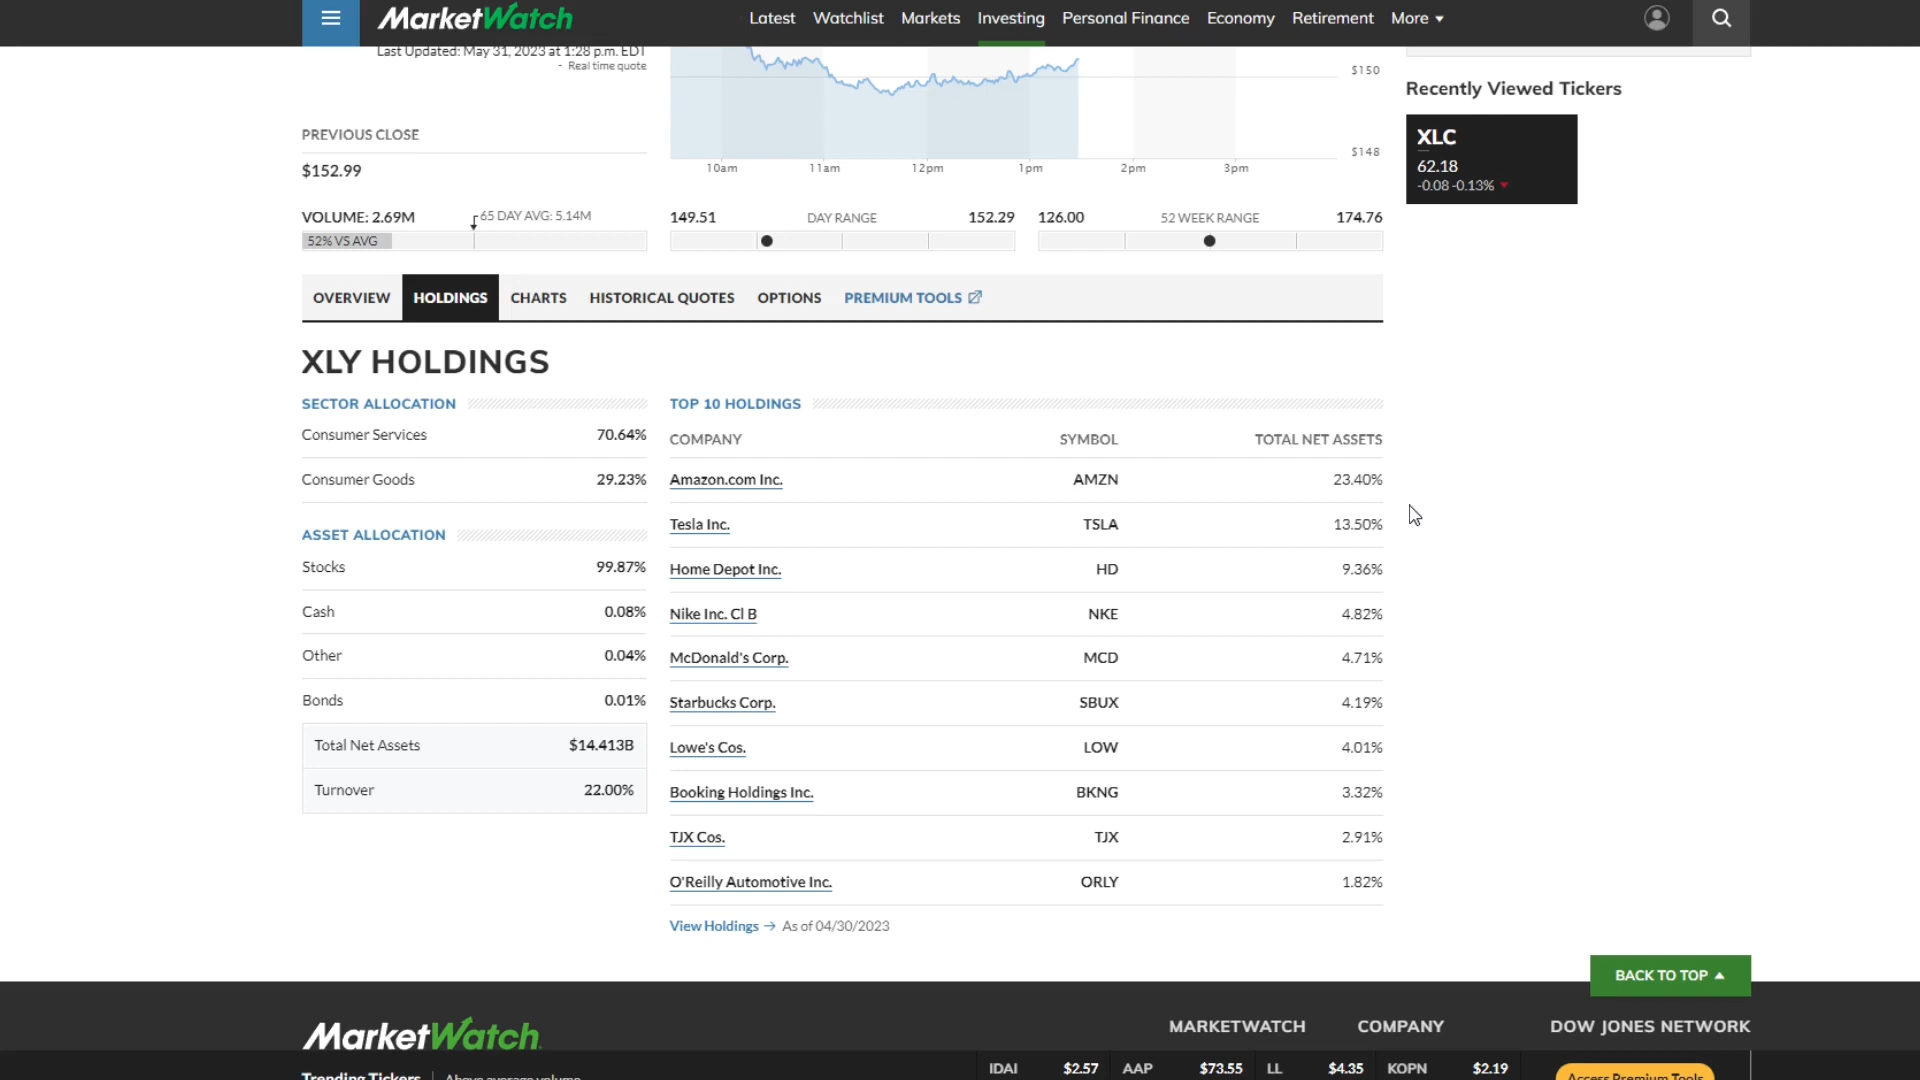 MarketWatch
Latest Watchlist Markets Investing Personal Finance Economy Retirement More
Last Updated: May 31, 2023 at 1:28 p.m. EDT
- Real time quote
$150
$148
10am 11am 12pm 1pm 2pm 3pm
PREVIOUS CLOSE
$152.99
VOLUME: 2.69M 65 DAY AVG: 5.14M
52% VS AVG
149.51 DAY RANGE 152.29
126.00 52 WEEK RANGE 174.76
Recently Viewed Tickers
XLC
62.18
-0.08 -0.13%
OVERVIEW HOLDINGS CHARTS HISTORICAL QUOTES OPTIONS PREMIUM TOOLS
XLY HOLDINGS
SECTOR ALLOCATION
Consumer Services 70.64%
Consumer Goods 29.23%
ASSET ALLOCATION
Stocks 99.87%
Cash 0.08%
Other 0.04%
Bonds 0.01%
Total Net Assets $14.413B
Turnover 22.00%
TOP 10 HOLDINGS
COMPANY SYMBOL TOTAL NET ASSETS
Amazon.com Inc. AMZN 23.40%
Tesla Inc. TSLA 13.50%
Home Depot Inc. HD 9.36%
Nike Inc. Cl B NKE 4.82%
McDonald's Corp. MCD 4.71%
Starbucks Corp. SBUX 4.19%
Lowe's Cos. LOW 4.01%
Booking Holdings Inc. BKNG 3.32%
TJX Cos. TJX 2.91%
O'Reilly Automotive Inc. ORLY 1.82%
View Holdings → As of 04/30/2023
BACK TO TOP
MarketWatch
MARKETWATCH COMPANY DOW JONES NETWORK
IDAI $2.57 AAP $73.55 LL $4.35 KOPN $2.19
Trending Tickers | Above average volume
Access Premium Tools